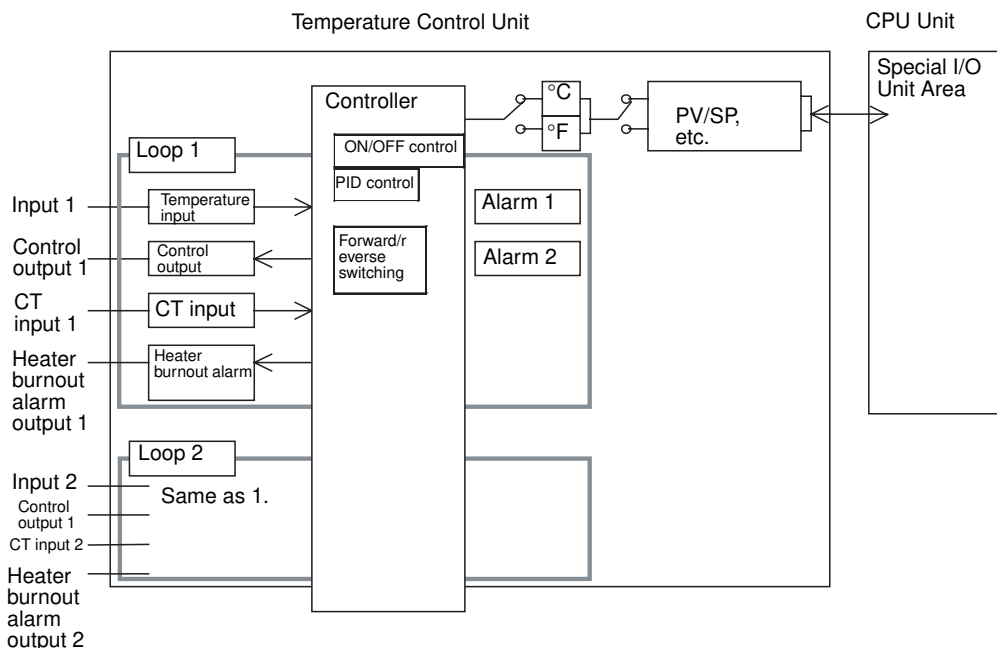 Temperature Control Unit
CPU Unit
Special I/O
Unit Area
Controller
°C
°F
PV/SP,
etc.
ON/OFF control
PID control
Forward/r
everse
switching
Loop 1
Input 1
Temperature
input
Alarm 1
Control
output 1
Control
output
Alarm 2
CT
input 1
CT input
Heater
burnout
alarm
output 1
Heater
burnout alarm
Loop 2
Input 2
Same as 1.
Control
output 1
CT input 2
Heater
burnout
alarm
output 2